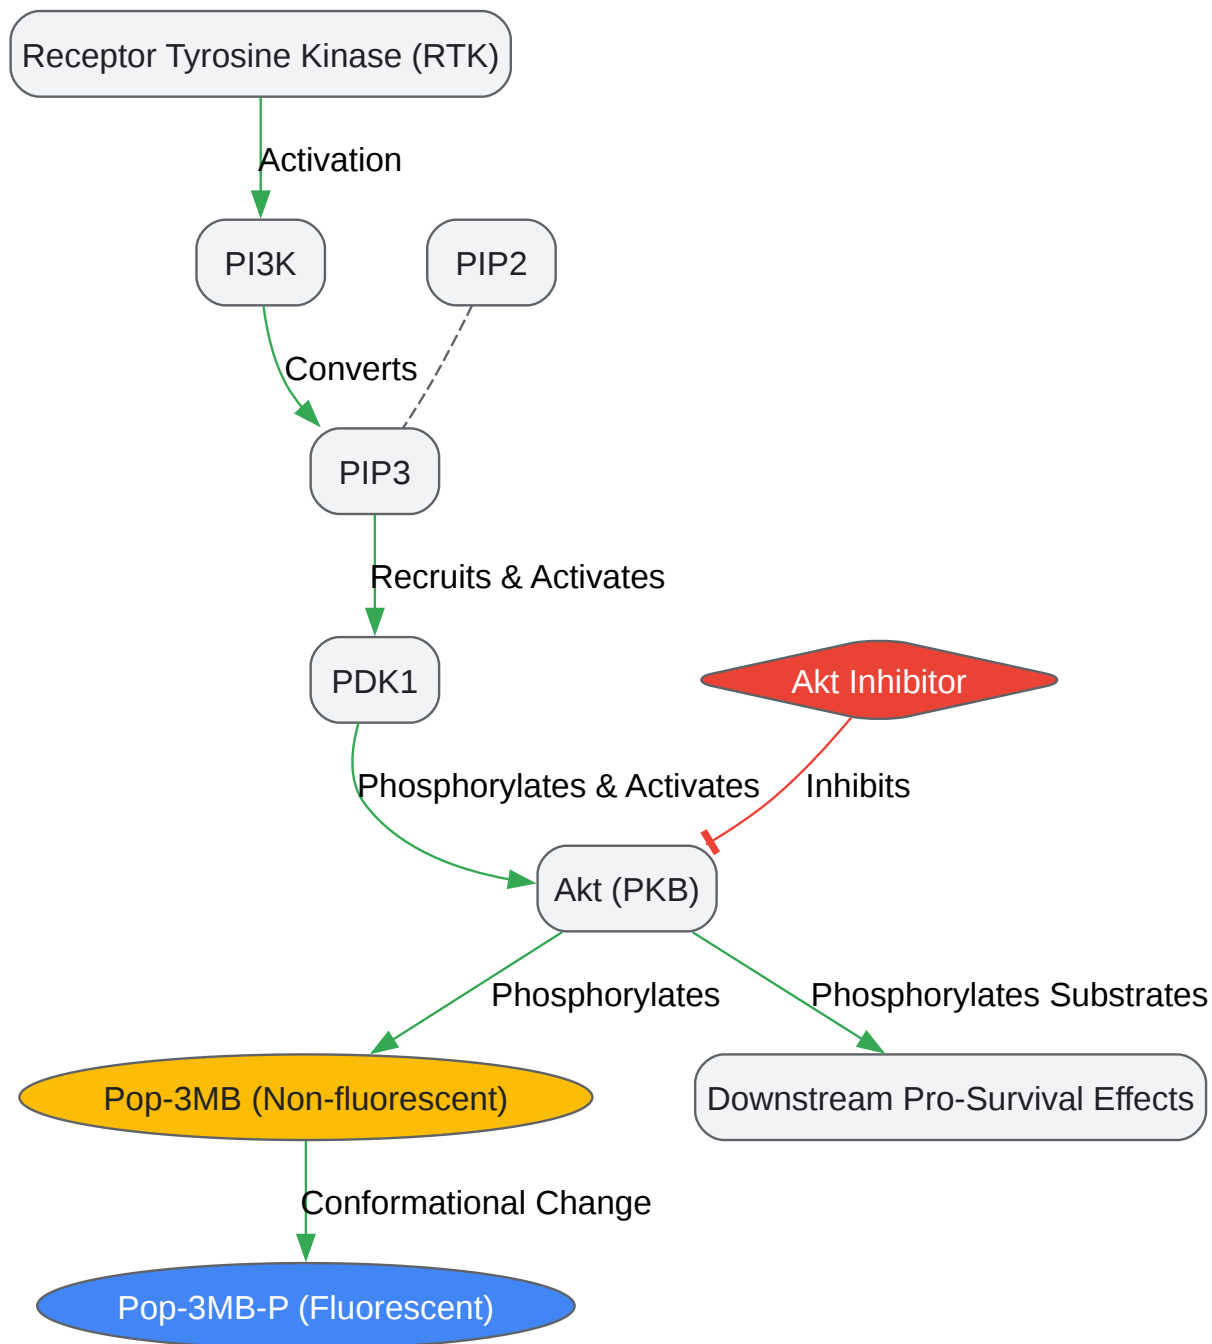 Receptor Tyrosine Kinase (RTK)
Activation
PI3K
PIP2
Converts
PIP3
Recruits & Activates
PDK1
Akt Inhibitor
Phosphorylates & Activates
Inhibits
Akt (PKB)
Phosphorylates
Phosphorylates Substrates
Pop-3MB (Non-fluorescent)
Downstream Pro-Survival Effects
Conformational Change
Pop-3MB-P (Fluorescent)